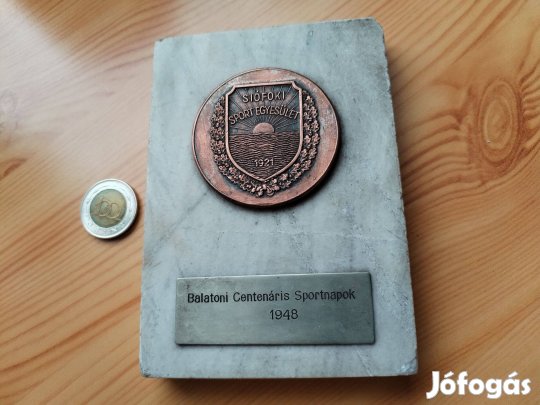 SIÓFOKI
SPORT EGYESÜLET
1921
Balatoni Centenáris Sportnapok
1948
Jófogás